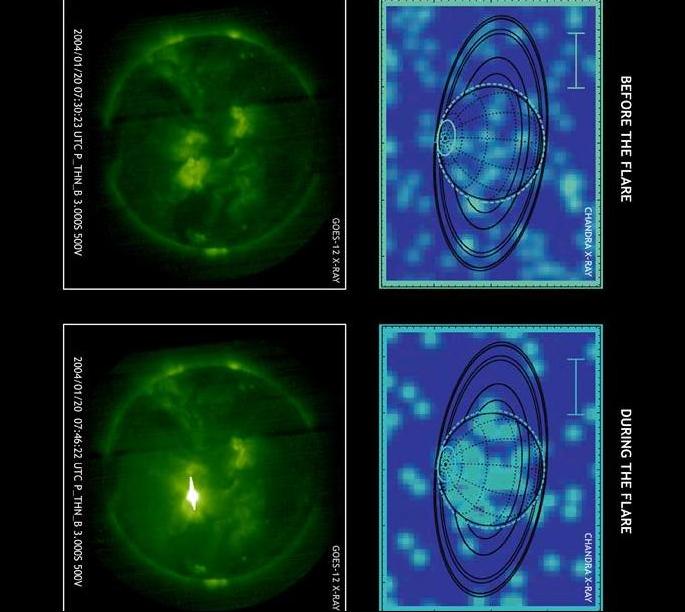 BEFORE THE FLARE
CHANDRA X-RAY
GOES-12 X-RAY
2004/01/20 07:30:23 UTC P_THN_B 3.000S 500V
DURING THE FLARE
CHANDRA X-RAY
GOES-12 X-RAY
2004/01/20 07:46:22 UTC P_THN_B 3.000S 500V